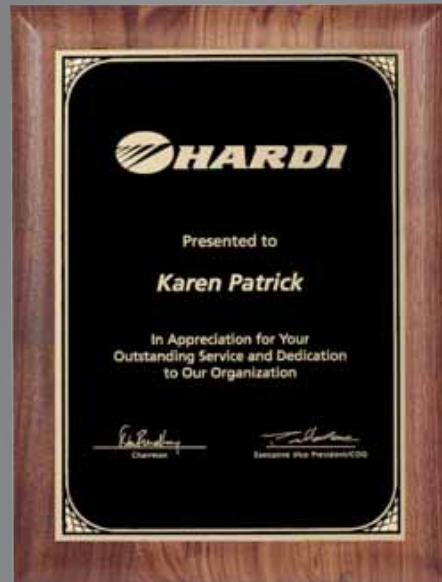 HARDI
Presented to
Karen Patrick
In Appreciation for Your
Outstanding Service and Dedication
to Our Organization
Chairman
Executive Vice President/COO